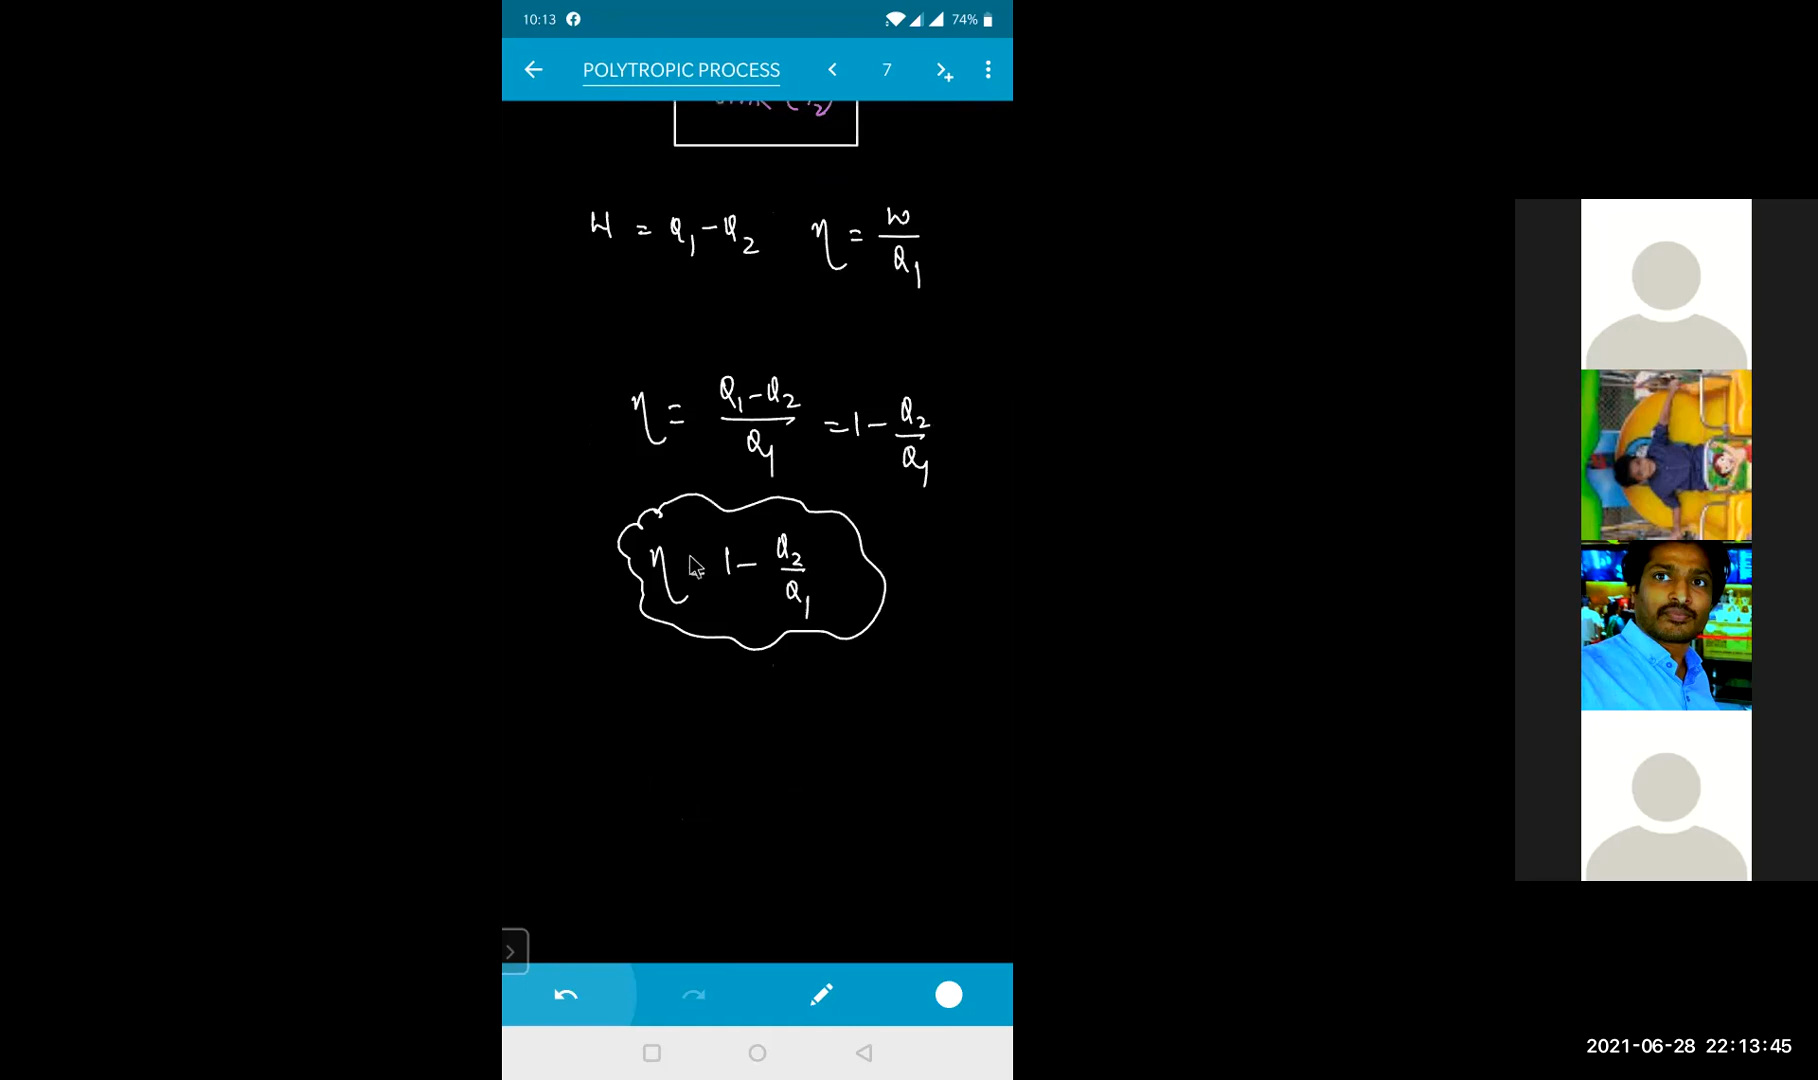 10:13 74%
POLYTROPIC PROCESS 7
W = Q₁ - Q₂ η = W/Q₁
η = (Q₁ - Q₂)/Q₁ = 1 - Q₂/Q₁
η = 1 - Q₂/Q₁
2021-06-28 22:13:45